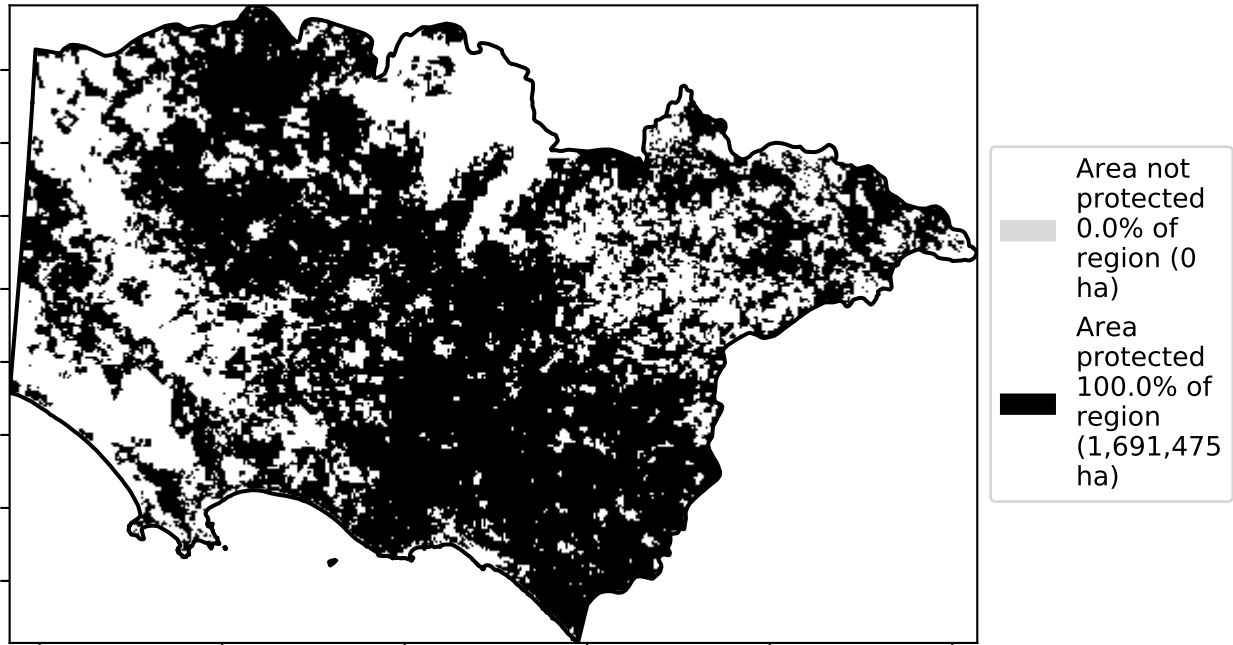 Area not
protected
0.0% of
region (0
ha)
Area
protected
100.0% of
region
(1,691,475
ha)